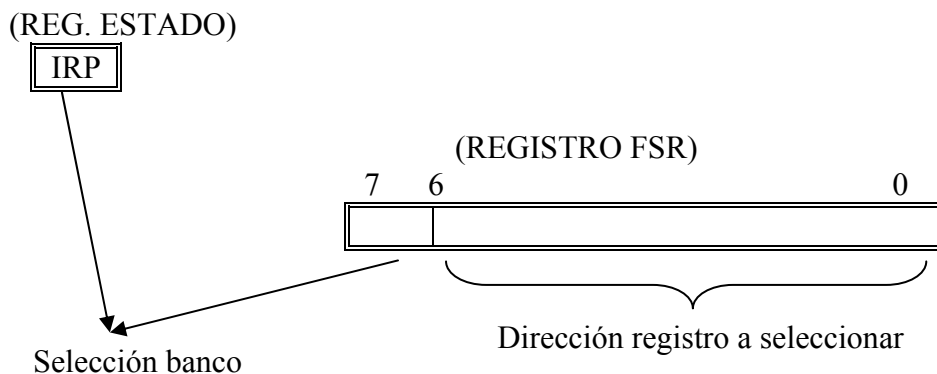 (REG. ESTADO)
IRP
(REGISTRO FSR)
7 6 0
Dirección registro a seleccionar
Selección banco